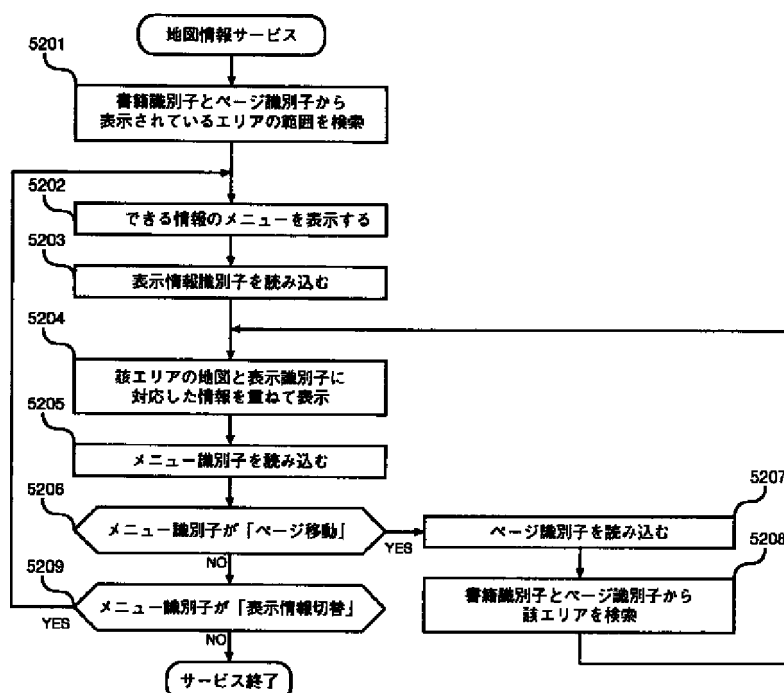 地図情報サービス
5201
書籍識別子とページ識別子から
表示されているエリアの範囲を検索
5202
できる情報のメニューを表示する
5203
表示情報識別子を読み込む
5204
該エリアの地図と表示識別子に
対応した情報を重ねて表示
5205
メニュー識別子を読み込む
5206
メニュー識別子が「ページ移動」
YES
NO
5207
ページ識別子を読み込む
5208
書籍識別子とページ識別子から
該エリアを検索
5209
メニュー識別子が「表示情報切替」
YES
NO
サービス終了